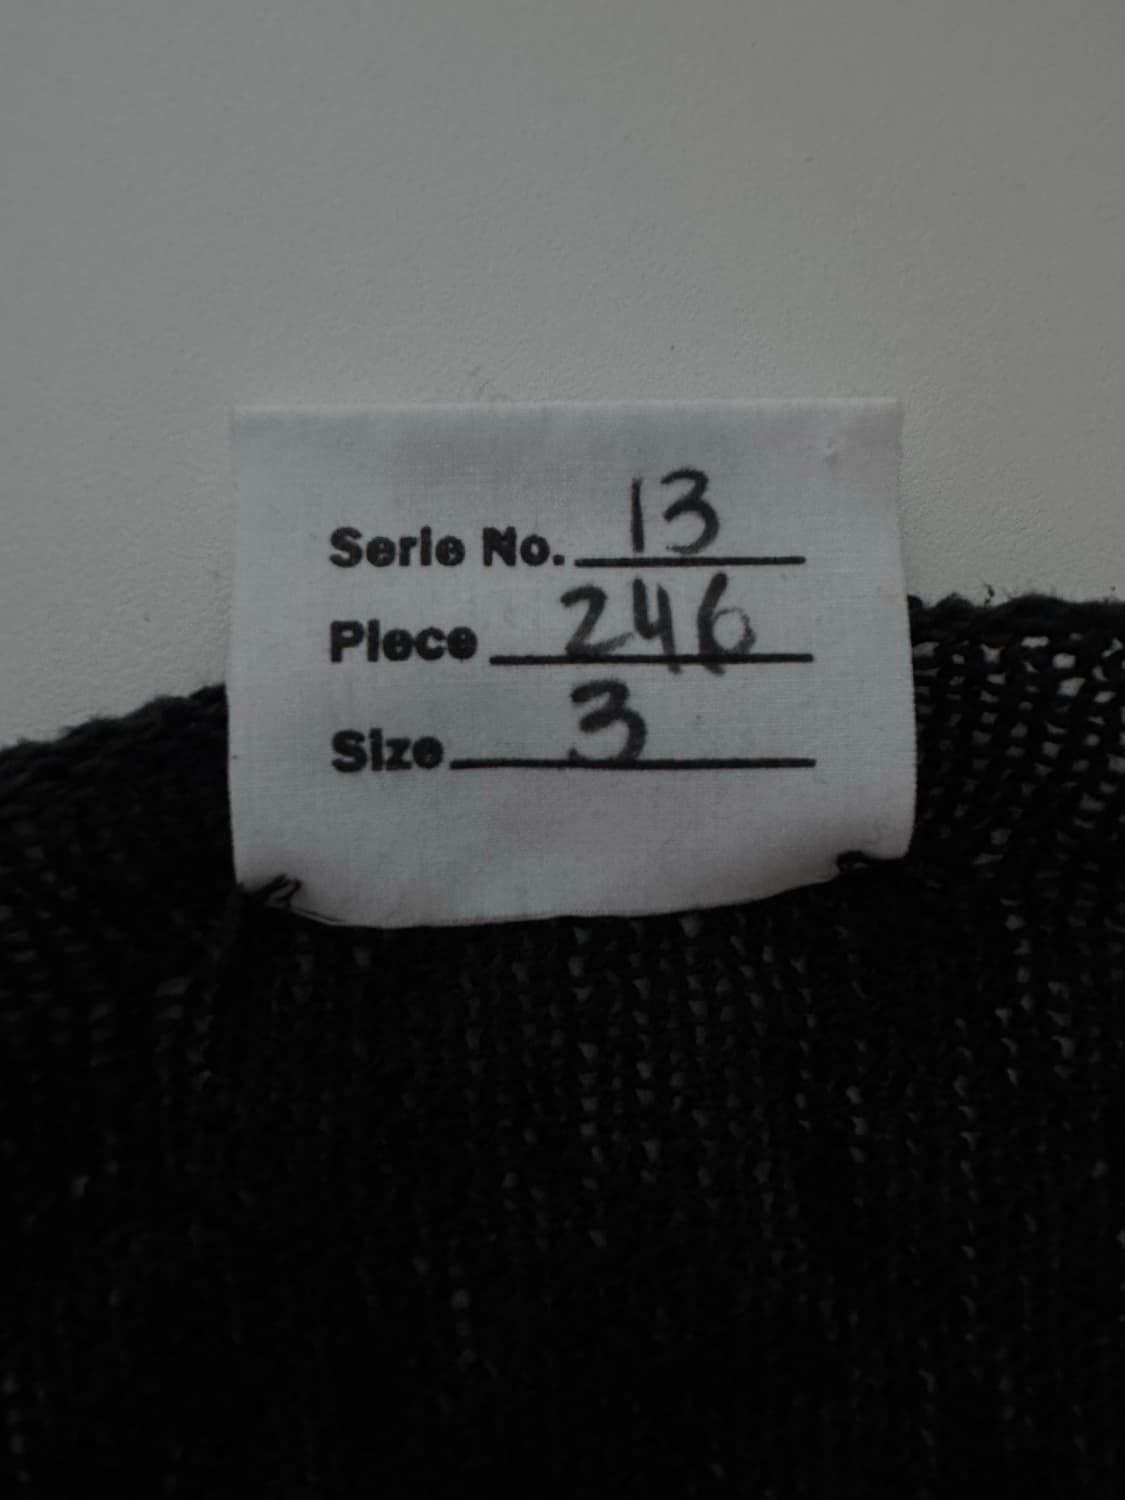 Serie No. 13
Piece 246
Size 3